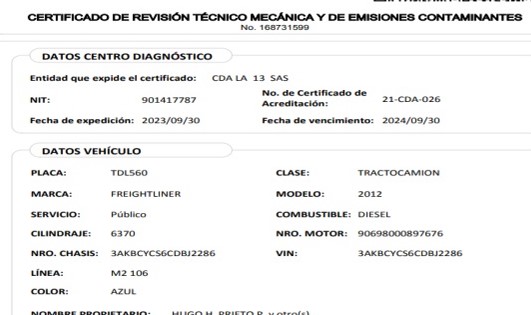 CERTIFICADO DE REVISIÓN TÉCNICO MECÁNICA Y DE EMISIONES CONTAMINANTES
No. 168731599
DATOS CENTRO DIAGNÓSTICO
Entidad que expide el certificado: CDA LA 13 SAS
NIT: 901417787 No. de Certificado de Acreditación: 21-CDA-026
Fecha de expedición: 2023/09/30 Fecha de vencimiento: 2024/09/30
DATOS VEHÍCULO
PLACA: TDL560 CLASE: TRACTOCAMION
MARCA: FREIGHTLINER MODELO: 2012
SERVICIO: Público COMBUSTIBLE: DIESEL
CILINDRAJE: 6370 NRO. MOTOR: 90698000897676
NRO. CHASIS: 3AKBCYCS6CDBJ2286 VIN: 3AKBCYCS6CDBJ2286
LÍNEA: M2 106
COLOR: AZUL
NOMBRE PROPIETARIO: HUGO H. PRIETO P. y otro(s)